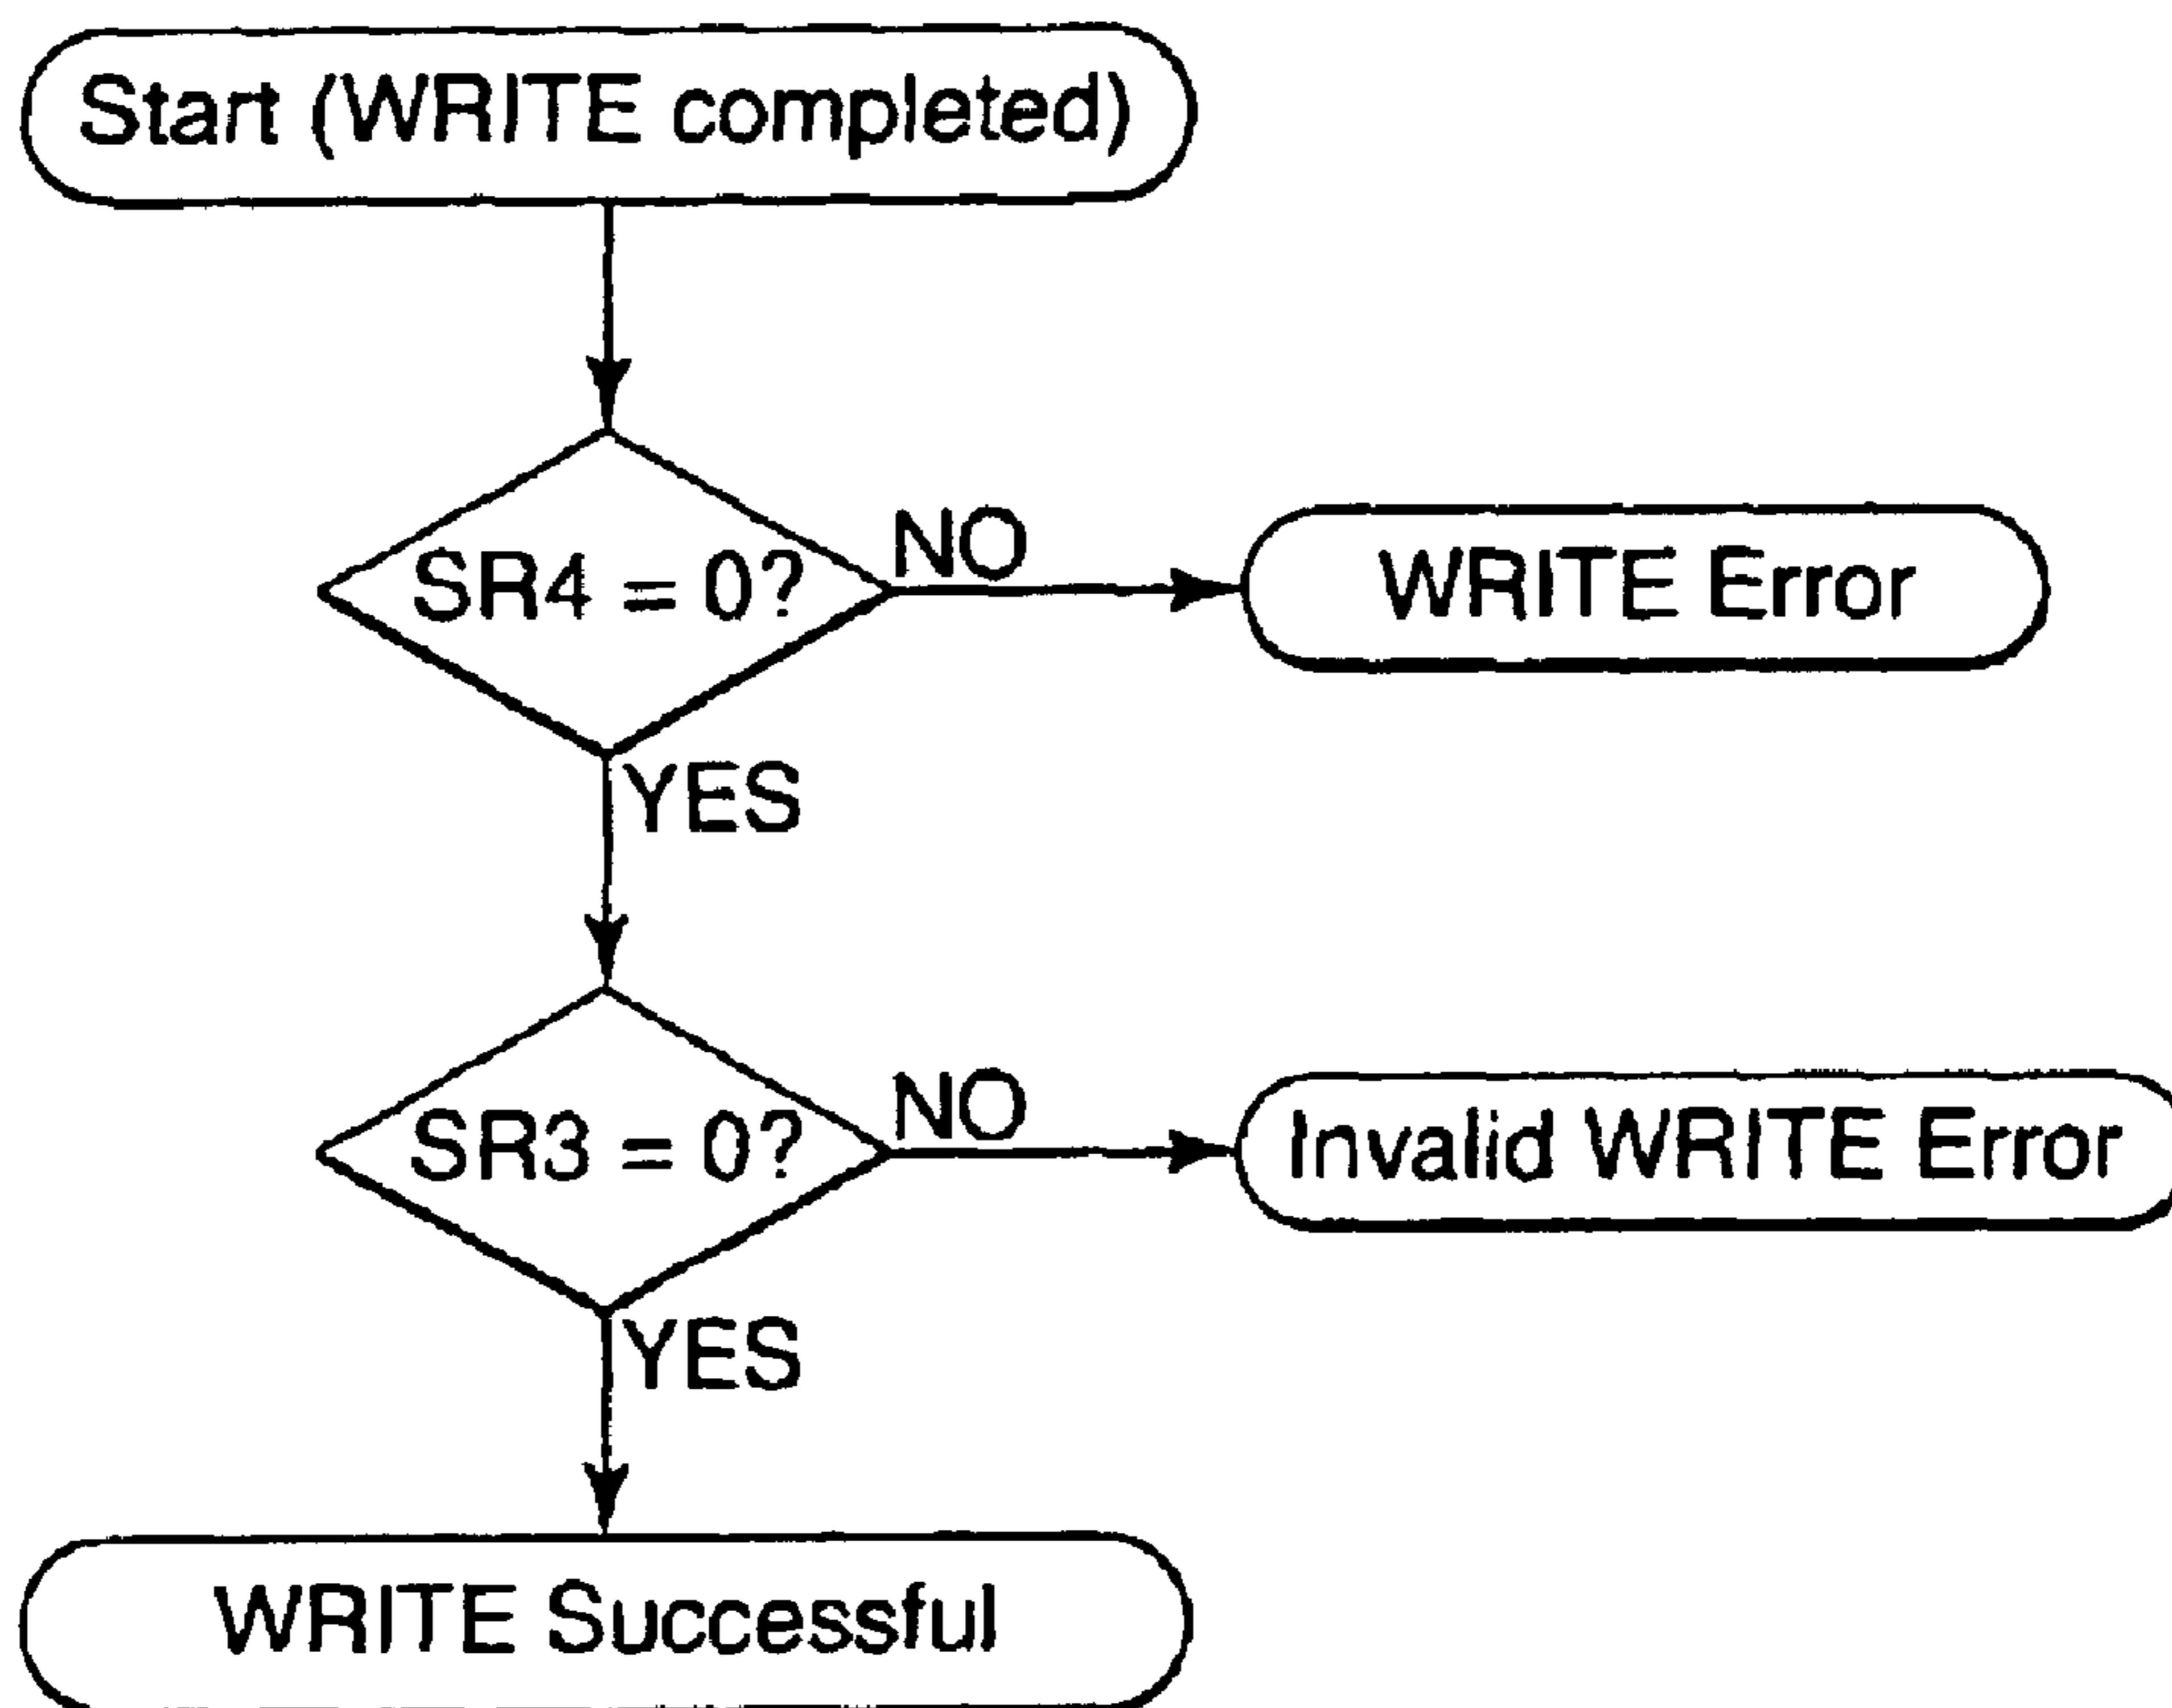 Start (WRITE completed)
SR4 = 0?
NO
WRITE Error
YES
SR3 = 0?
NO
Invalid WRITE Error
YES
WRITE Successful